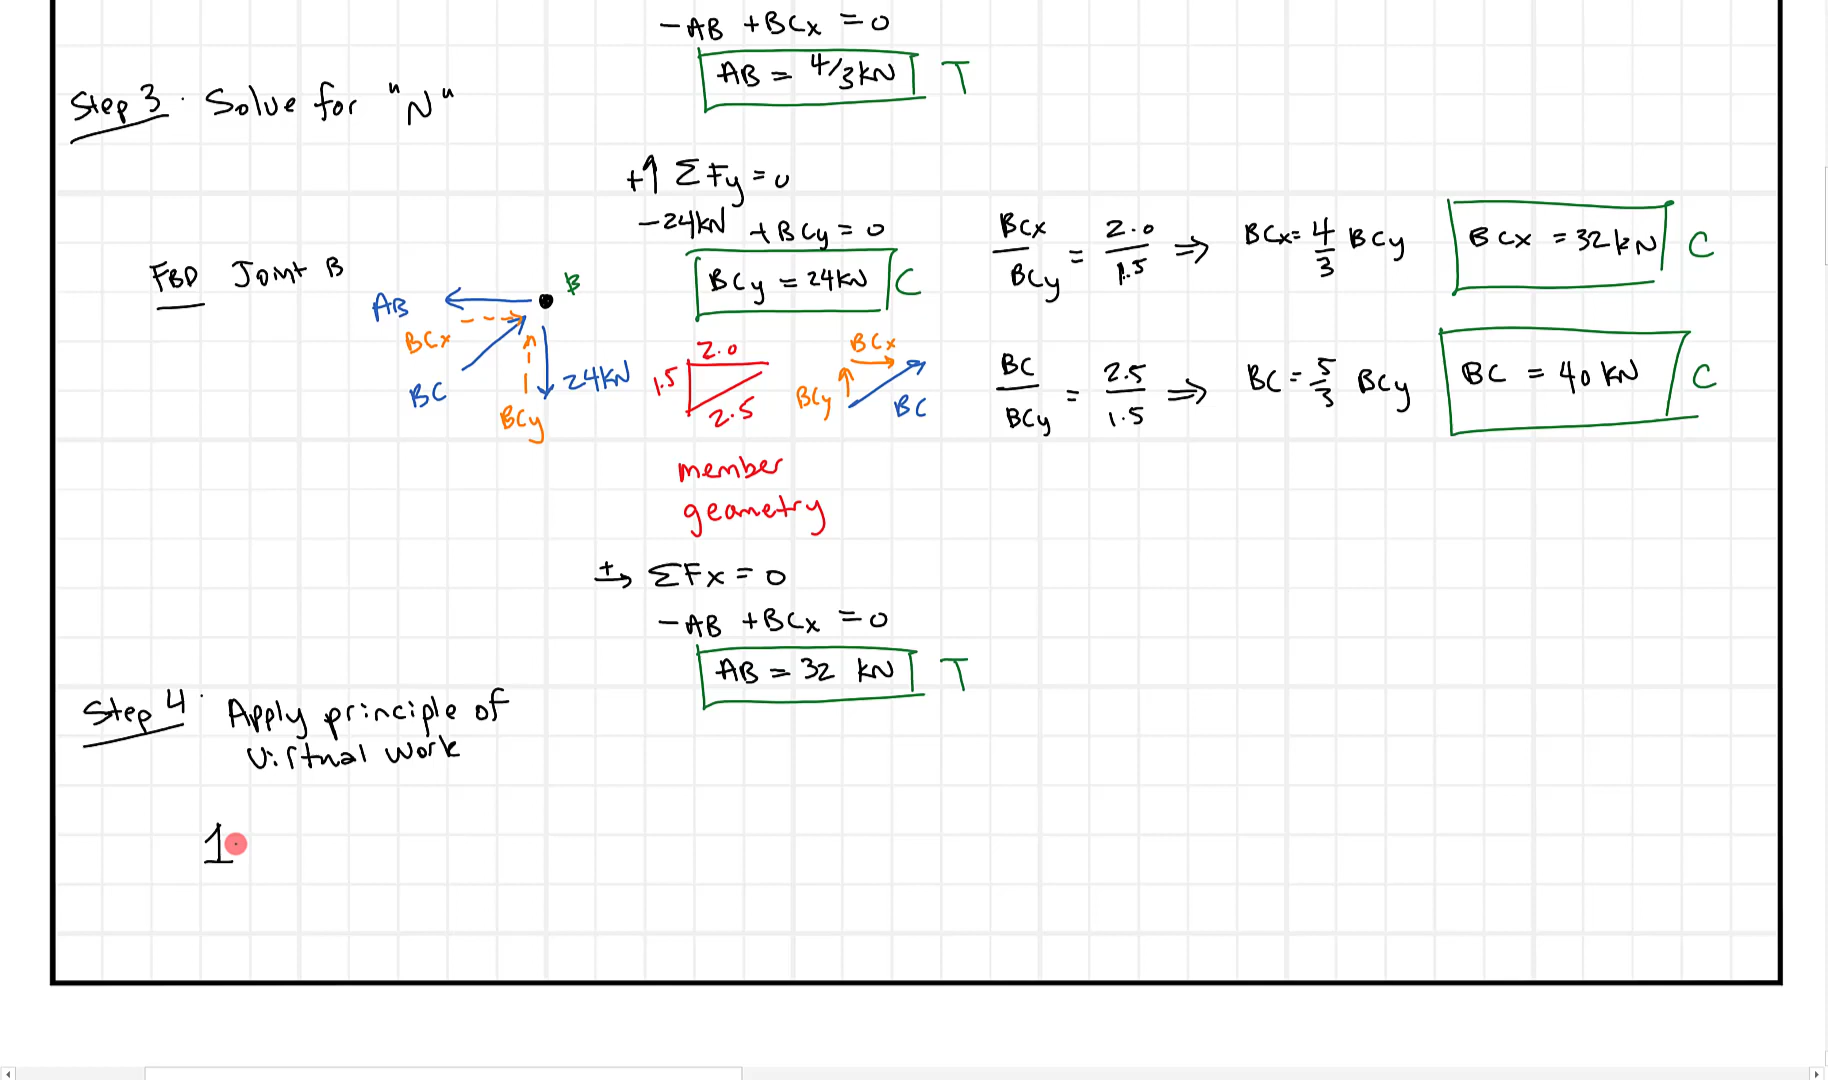 -AB +BCx = 0
AB = 4/3 kN T
Step 3: Solve for "N"
+↑ ΣFy = 0
-24kN + BCy = 0
BCy = 24kN C
BCx/BCy = 2.0/1.5 ⇒ BCx = 4/3 BCy
BCx = 32kN C
FBD Joint B
B
AB
BCx
BC
BCy
24kN
2.0
1.5
2.5
BCx
BCy
BC
BC/BCy = 2.5/1.5 ⇒ BC = 5/3 BCy
BC = 40 kN C
member
geometry
+→ ΣFx = 0
-AB +BCx = 0
AB = 32 kN T
Step 4: Apply principle of
virtual work
1